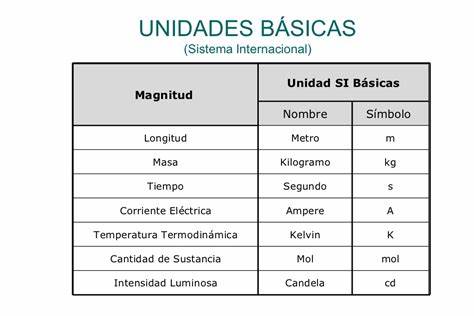 UNIDADES BÁSICAS
(Sistema Internacional)
Magnitud
Unidad SI Básicas
Nombre Símbolo
Longitud Metro m
Masa Kilogramo kg
Tiempo Segundo s
Corriente Eléctrica Ampere A
Temperatura Termodinámica Kelvin K
Cantidad de Sustancia Mol mol
Intensidad Luminosa Candela cd